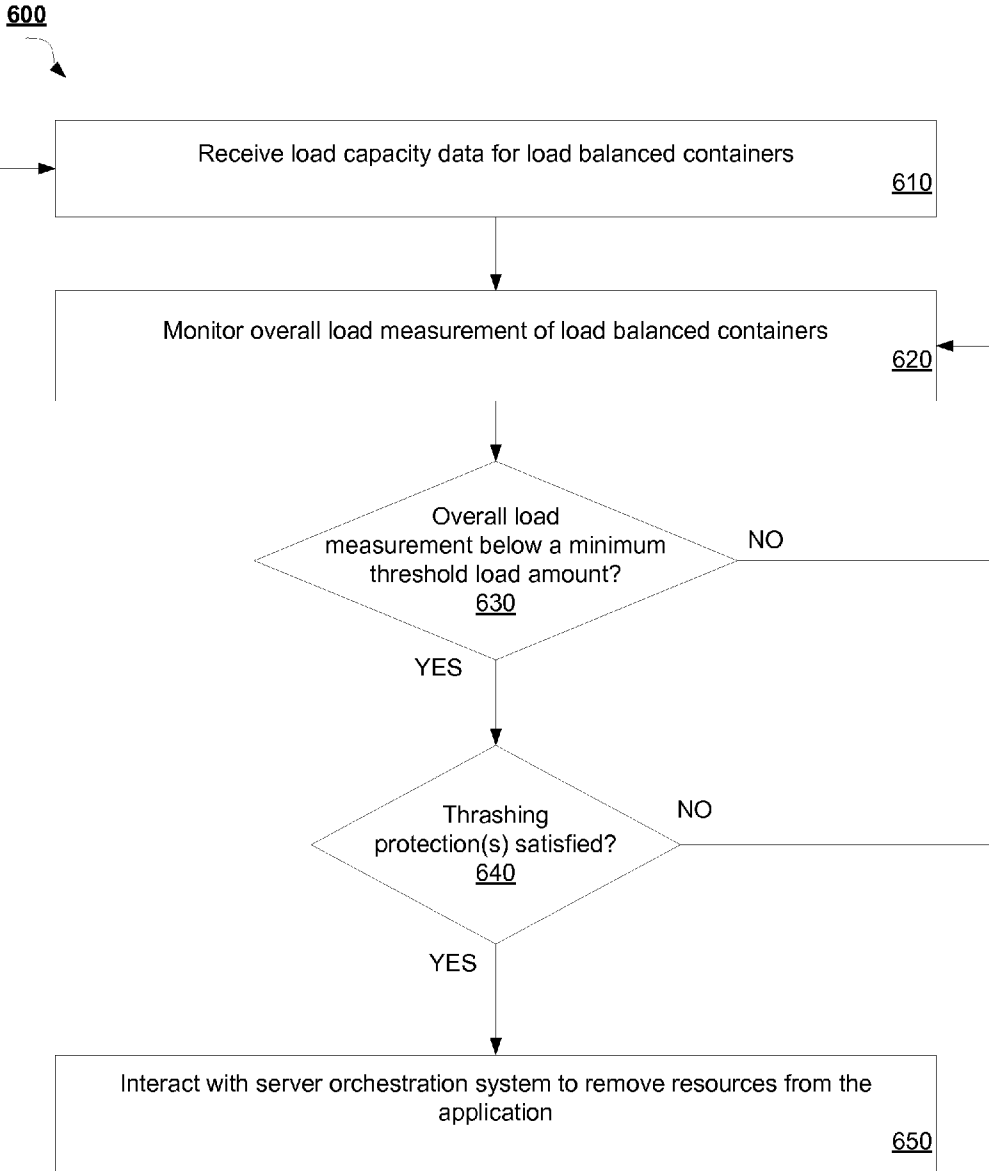 600
Receive load capacity data for load balanced containers
610
Monitor overall load measurement of load balanced containers
620
Overall load
measurement below a minimum
threshold load amount?
630
NO
YES
Thrashing
protection(s) satisfied?
640
NO
YES
Interact with server orchestration system to remove resources from the
application
650